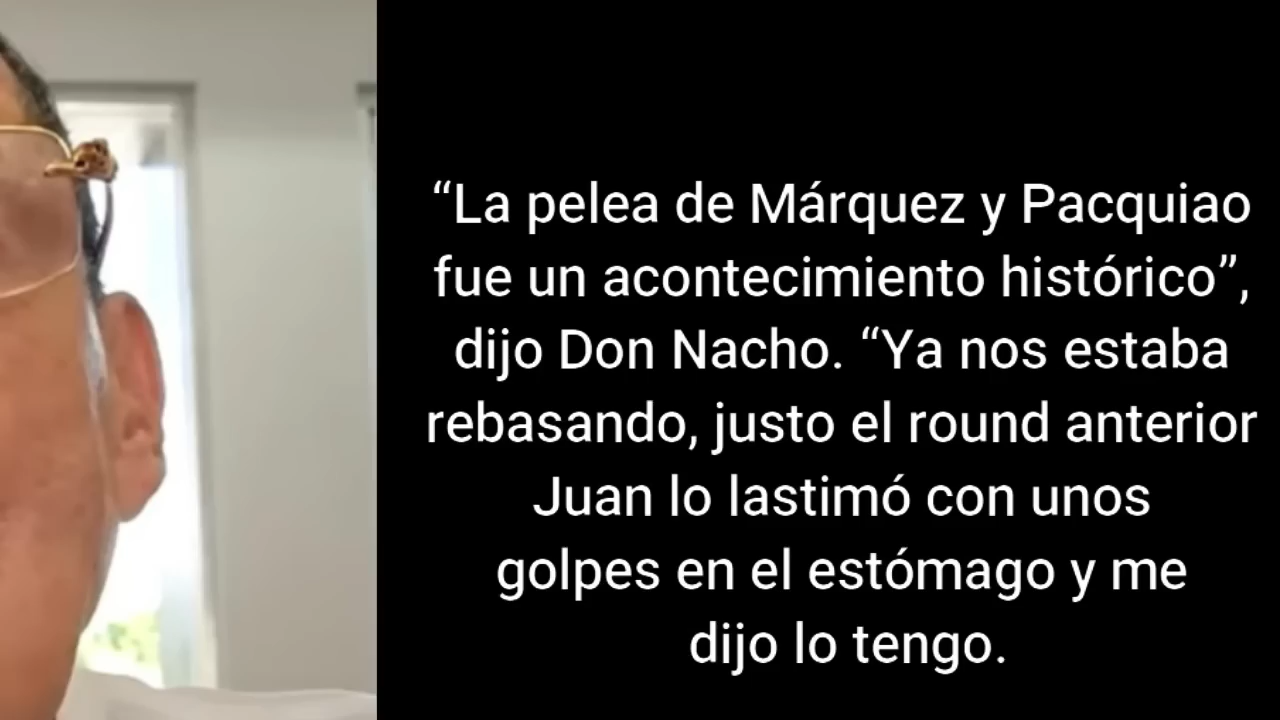 “La pelea de Márquez y Pacquiao
fue un acontecimiento histórico”,
dijo Don Nacho. “Ya nos estaba
rebasando, justo el round anterior
Juan lo lastimó con unos
golpes en el estómago y me
dijo lo tengo.